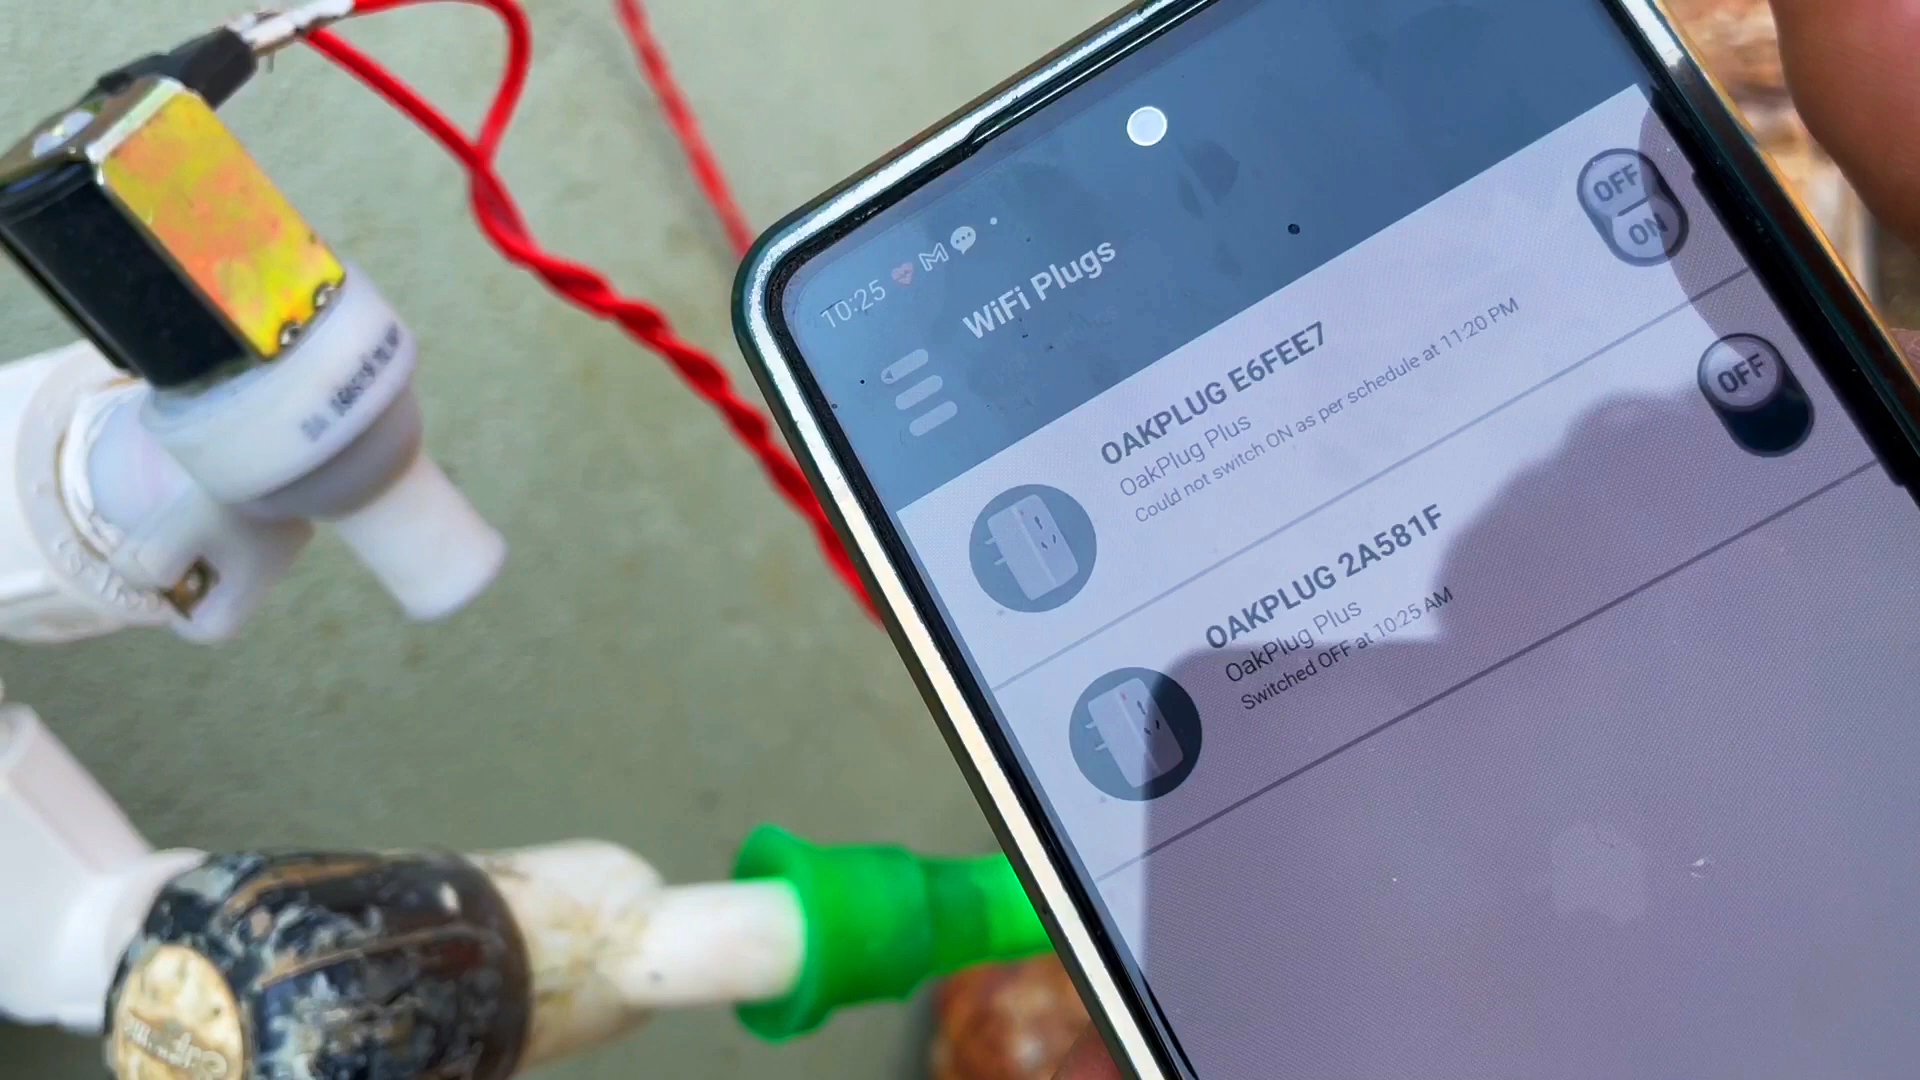 10:25
WiFi Plugs
OFF
ON
OAKPLUG E6FEE7
OakPlug Plus
Could not switch ON as per schedule at 11:20 PM
OFF
OAKPLUG 2A581F
OakPlug Plus
Switched OFF at 10:25 AM